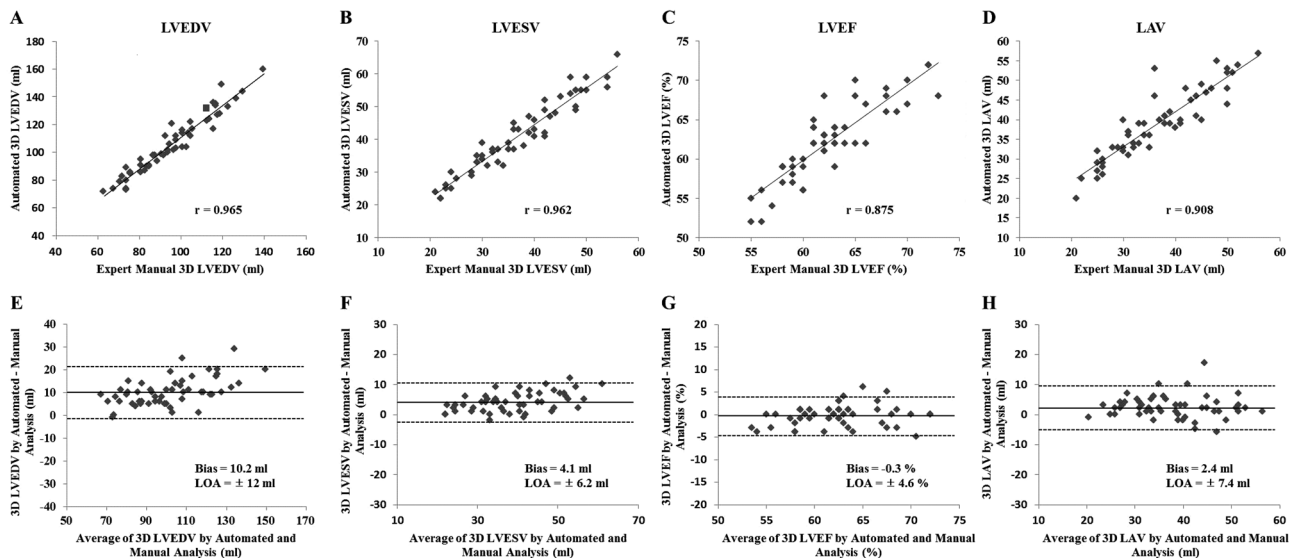 A
LVEDV
Automated 3D LVEDV (ml)
180
160
140
120
100
80
60
40
40 60 80 100 120 140 160
r = 0.965
Expert Manual 3D LVEDV (ml)
B
LVESV
Automated 3D LVESV (ml)
70
60
50
40
30
20
10
10 20 30 40 50 60
r = 0.962
Expert Manual 3D LVESV (ml)
C
LVEF
Automated 3D LVEF (%)
75
70
65
60
55
50
50 55 60 65 70 75
r = 0.875
Expert Manual 3D LVEF (%)
D
LAV
Automated 3D LAV (ml)
60
55
50
45
40
35
30
25
20
15
10
10 20 30 40 50 60
r = 0.908
Expert Manual 3D LAV (ml)
E
3D LVEDV by Automated - Manual
Analysis (ml)
40
30
20
10
0
-10
-20
-30
-40
-50
50 70 90 110 130 150 170
Bias = 10.2 ml
LOA = ± 12 ml
Average of 3D LVEDV by Automated and
Manual Analysis (ml)
F
3D LVESV by Automated - Manual
Analysis (ml)
30
20
10
0
-10
-20
-30
10 30 50 70
Bias = 4.1 ml
LOA = ± 6.2 ml
Average of 3D LVESV by Automated and
Manual Analysis (ml)
G
3D LVEF by Automated - Manual
Analysis (%)
20
15
10
5
0
-5
-10
-15
-20
50 55 60 65 70 75
Bias = -0.3 %
LOA = ± 4.6 %
Average of 3D LVEF by Automated and Manual
Analysis (%)
H
3D LAV by Automated - Manual
Analysis (ml)
30
20
10
0
-10
-20
-30
10 20 30 40 50 60
Bias = 2.4 ml
LOA = ± 7.4 ml
Average of 3D LAV by Automated and Manual
Analysis (ml)